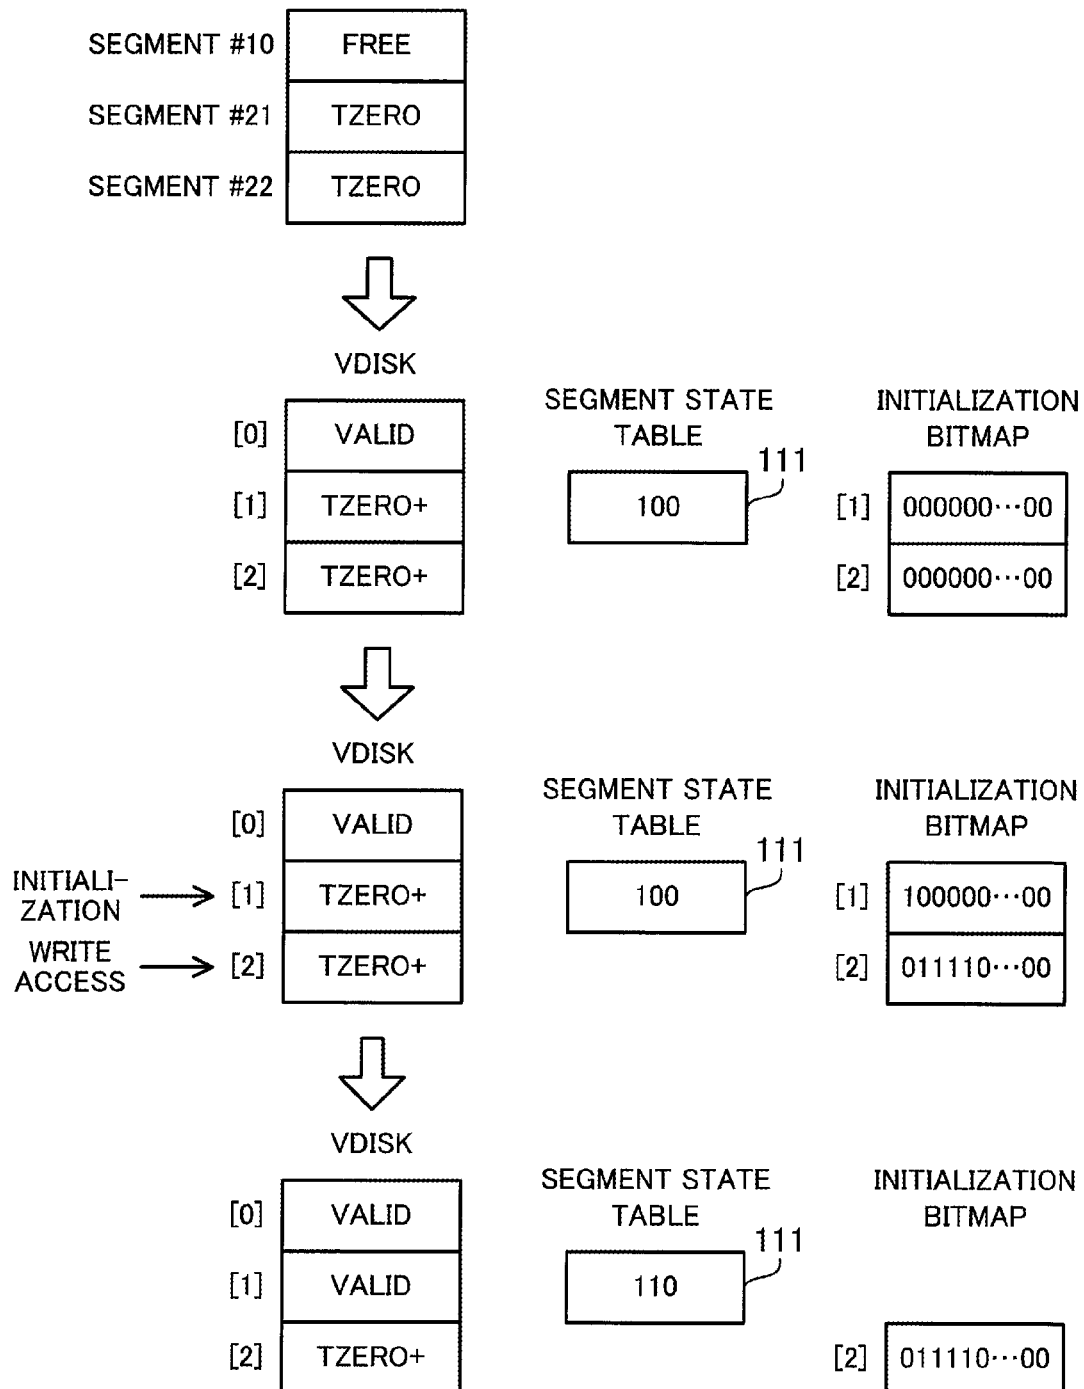 SEGMENT #10 FREE
SEGMENT #21 TZERO
SEGMENT #22 TZERO
VDISK
SEGMENT STATE
TABLE
INITIALIZATION
BITMAP
[0] VALID
111
[1] TZERO+
100
[1] 000000···00
[2] TZERO+
[2] 000000···00
VDISK
SEGMENT STATE
TABLE
INITIALIZATION
BITMAP
[0] VALID
111
INITIALI-
ZATION
[1] TZERO+
100
[1] 100000···00
WRITE
ACCESS
[2] TZERO+
[2] 011110···00
VDISK
SEGMENT STATE
TABLE
INITIALIZATION
BITMAP
[0] VALID
111
[1] VALID
110
[2] TZERO+
[2] 011110···00